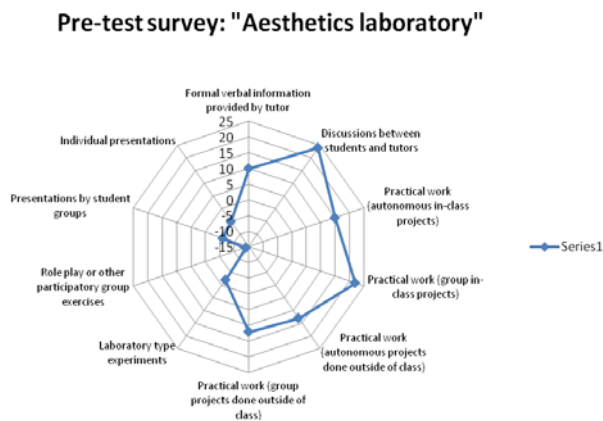 Pre-test survey: "Aesthetics laboratory"
Formal verbal information
provided by tutor
Discussions between
students and tutors
Practical work
(autonomous in-class
projects)
Practical work (group in-
class projects)
Practical work
(autonomous projects
done outside of class)
Practical work (group
projects done outside of
class)
Laboratory type
experiments
Role play or other
participatory group
exercises
Presentations by student
groups
Individual presentations
25
20
15
10
5
0
-5
-10
-15
Series1